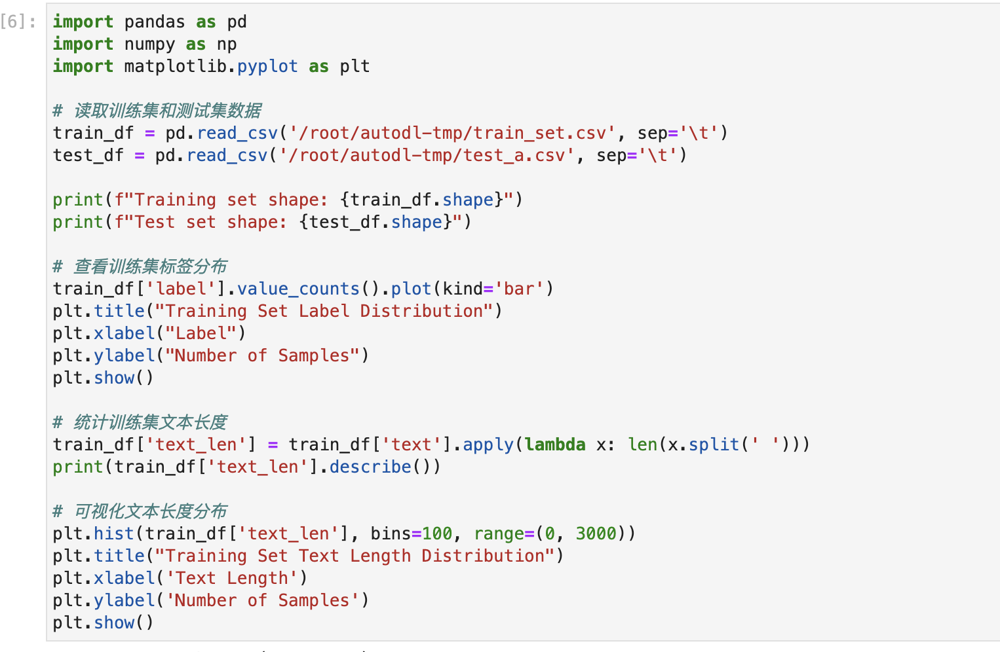 [6]:
import pandas as pd
import numpy as np
import matplotlib.pyplot as plt
# 读取训练集和测试集数据
train_df = pd.read_csv('/root/autodl-tmp/train_set.csv', sep='\t')
test_df = pd.read_csv('/root/autodl-tmp/test_a.csv', sep='\t')
print(f"Training set shape: {train_df.shape}")
print(f"Test set shape: {test_df.shape}")
# 查看训练集标签分布
train_df['label'].value_counts().plot(kind='bar')
plt.title("Training Set Label Distribution")
plt.xlabel("Label")
plt.ylabel("Number of Samples")
plt.show()
# 统计训练集文本长度
train_df['text_len'] = train_df['text'].apply(lambda x: len(x.split(' ')))
print(train_df['text_len'].describe())
# 可视化文本长度分布
plt.hist(train_df['text_len'], bins=100, range=(0, 3000))
plt.title("Training Set Text Length Distribution")
plt.xlabel('Text Length')
plt.ylabel('Number of Samples')
plt.show()